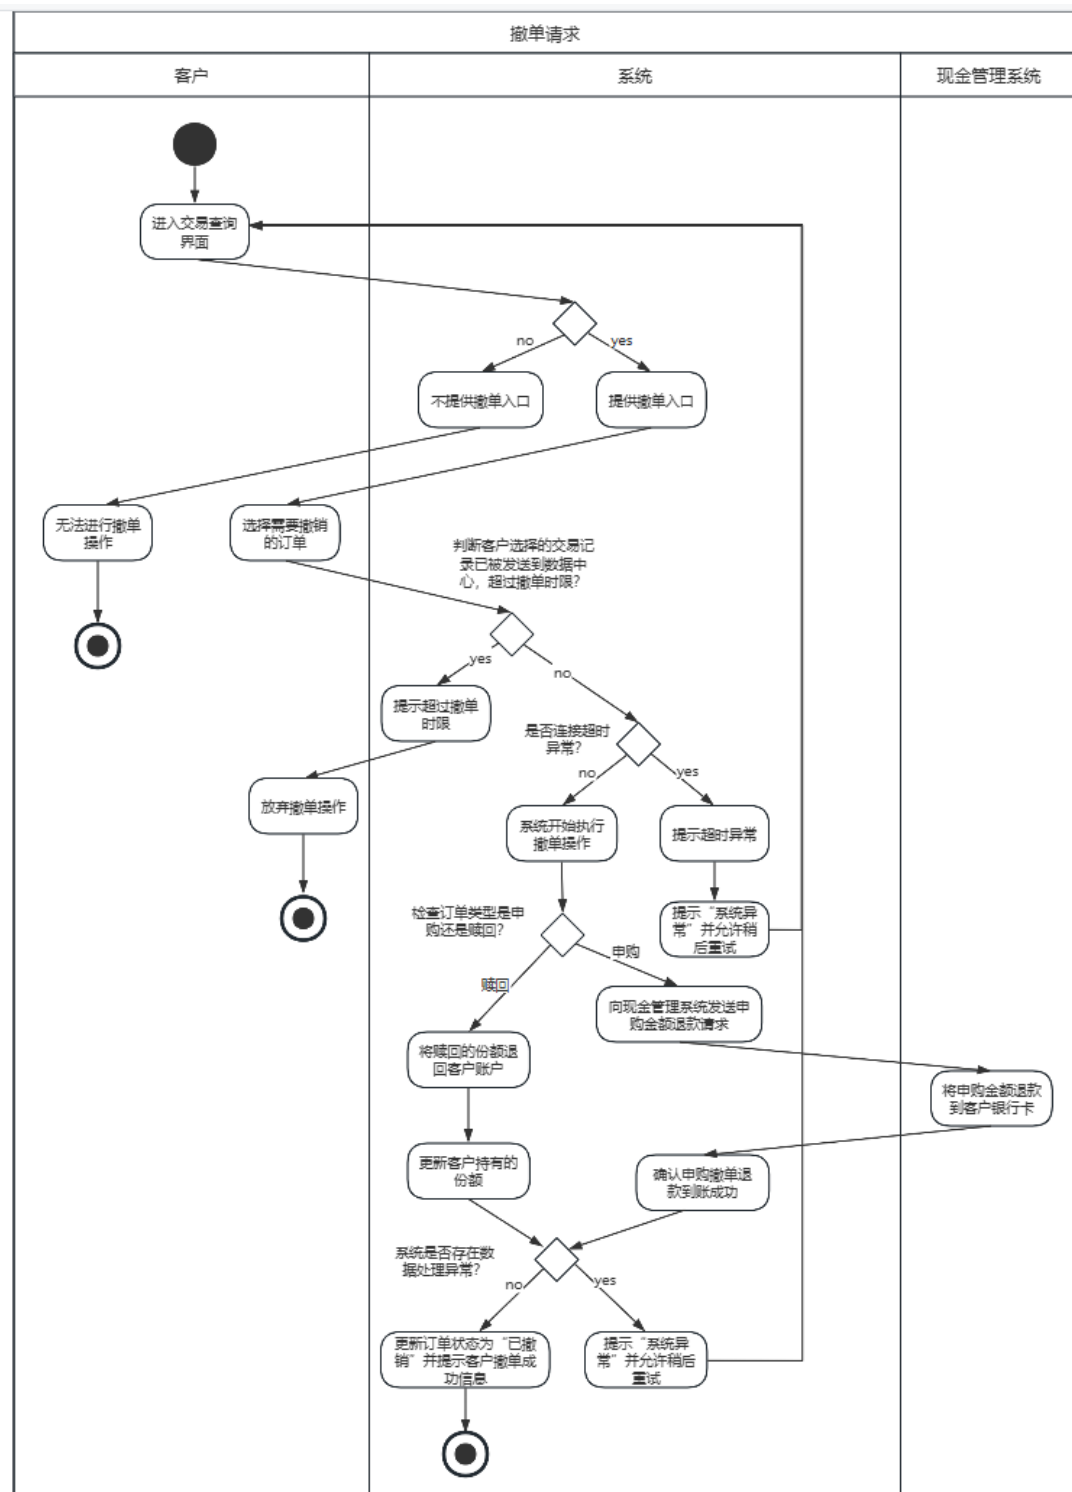 撤单请求
客户
系统
现金管理系统
进入交易查询
界面
no
yes
不提供撤单入口
提供撤单入口
无法进行撤单
操作
选择需要撤销
的订单
判断客户选择的交易记
录已被发送到数据中
心，超过撤单时限?
yes
no
提示超过撤单
时限
是否连接超时
异常?
no
yes
放弃撤单操作
系统开始执行
撤单操作
提示超时异常
检查订单类型是申
购还是赎回?
提示“系统异
常”并允许稍
后重试
申购
赎回
向现金管理系统发送申
购金额退款请求
将赎回的份额退
回客户账户
将申购金额退款
到客户银行卡
更新客户持有的
份额
确认申购撤单退
款到账成功
系统是否存在数
据处理异常?
no
yes
更新订单状态为“已撤
销”并提示客户撤单成
功信息
提示“系统异
常”并允许稍后
重试